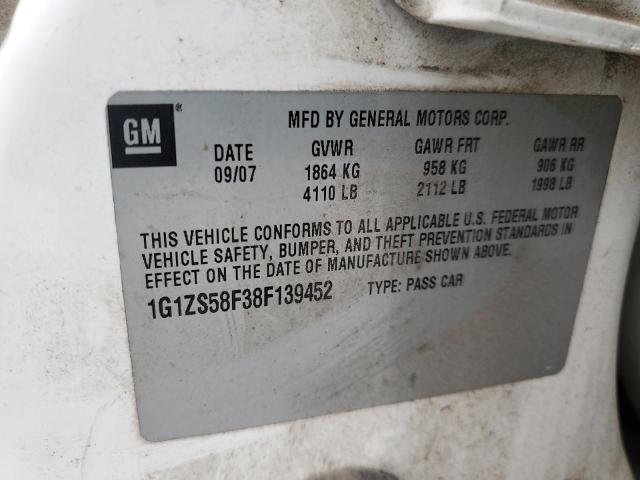 GM®
MFD BY GENERAL MOTORS CORP.
DATE GVWR GAWR FRT GAWR RR
09/07 1864 KG 958 KG 906 KG
4110 LB 2112 LB 1998 LB
THIS VEHICLE CONFORMS TO ALL APPLICABLE U.S. FEDERAL MOTOR
VEHICLE SAFETY, BUMPER, AND THEFT PREVENTION STANDARDS IN
EFFECT ON THE DATE OF MANUFACTURE SHOWN ABOVE.
1G1ZS58F38F139452 TYPE: PASS CAR